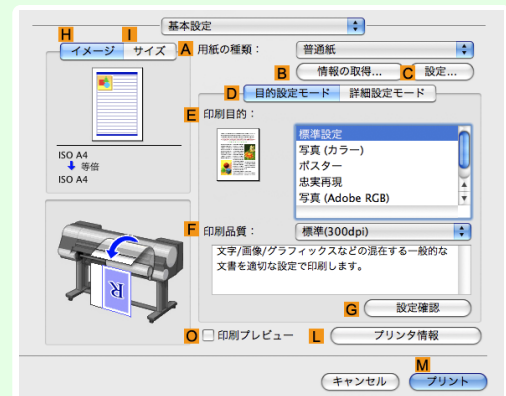 基本設定
H
I
イメージ
サイズ
A
用紙の種類：
普通紙
B
情報の取得...
C
設定...
D
目的設定モード
詳細設定モード
E
印刷目的：
標準設定
写真 (カラー)
ポスター
忠実再現
写真 (Adobe RGB)
ISO A4
等倍
ISO A4
F
印刷品質：
標準(300dpi)
文字/画像/グラフィックスなどの混在する一般的な
文書を適切な設定で印刷します。
R
G
設定確認
O
印刷プレビュー
L
プリンタ情報
M
キャンセル
プリント